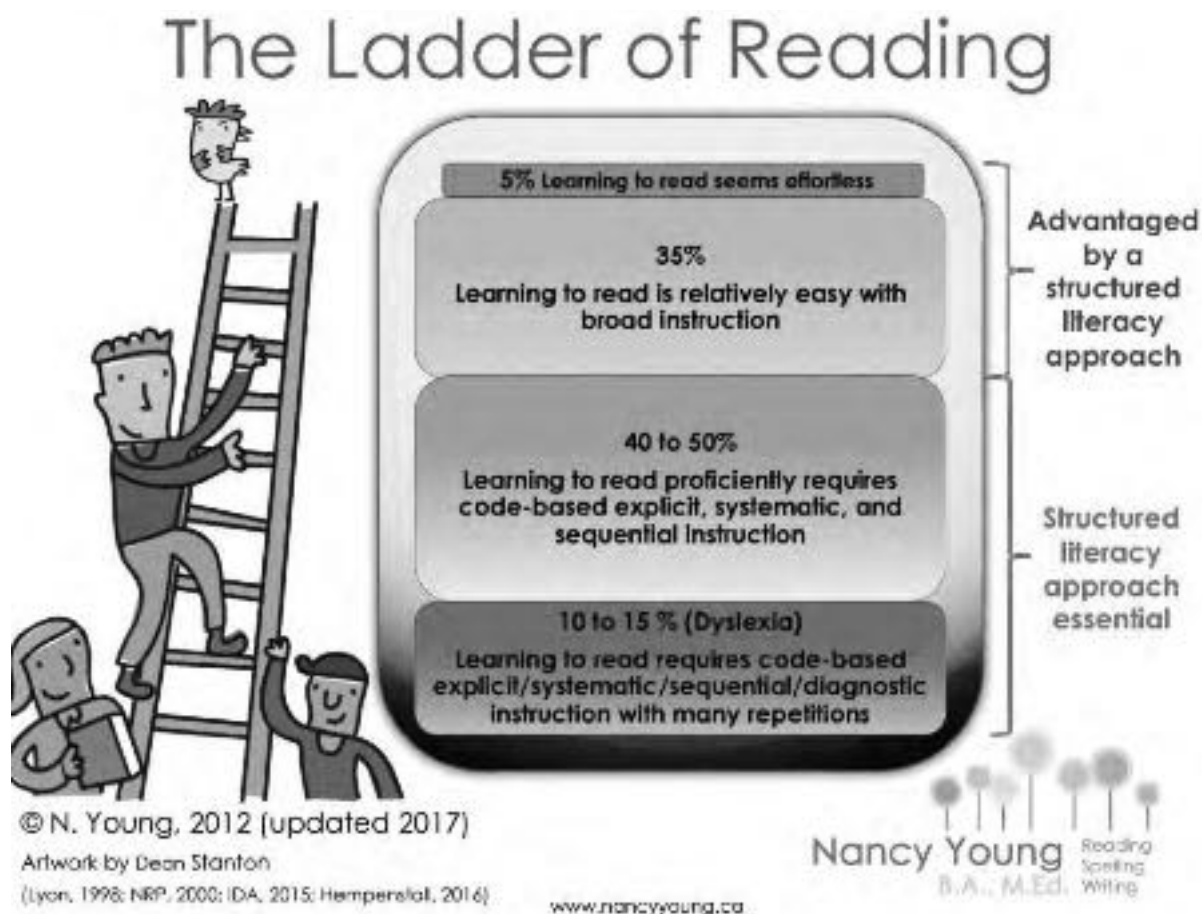 The Ladder of Reading
5% Learning to read seems effortless
35%
Learning to read is relatively easy with
broad instruction
40 to 50%
Learning to read proficiently requires
code-based explicit, systematic, and
sequential instruction
10 to 15 % (Dyslexia)
Learning to read requires code-based
explicit/systematic/sequential/diagnostic
instruction with many repetitions
Advantaged
by a
structured
literacy
approach
Structured
literacy
approach
essential
© N. Young, 2012 (updated 2017)
Artwork by Dean Stanton
(Lyon, 1998; NRP, 2000; IDA, 2015; Hempenstall, 2016)
www.nancyyoung.ca
Nancy Young
B.A., M.Ed.
Reading
Spelling
Writing